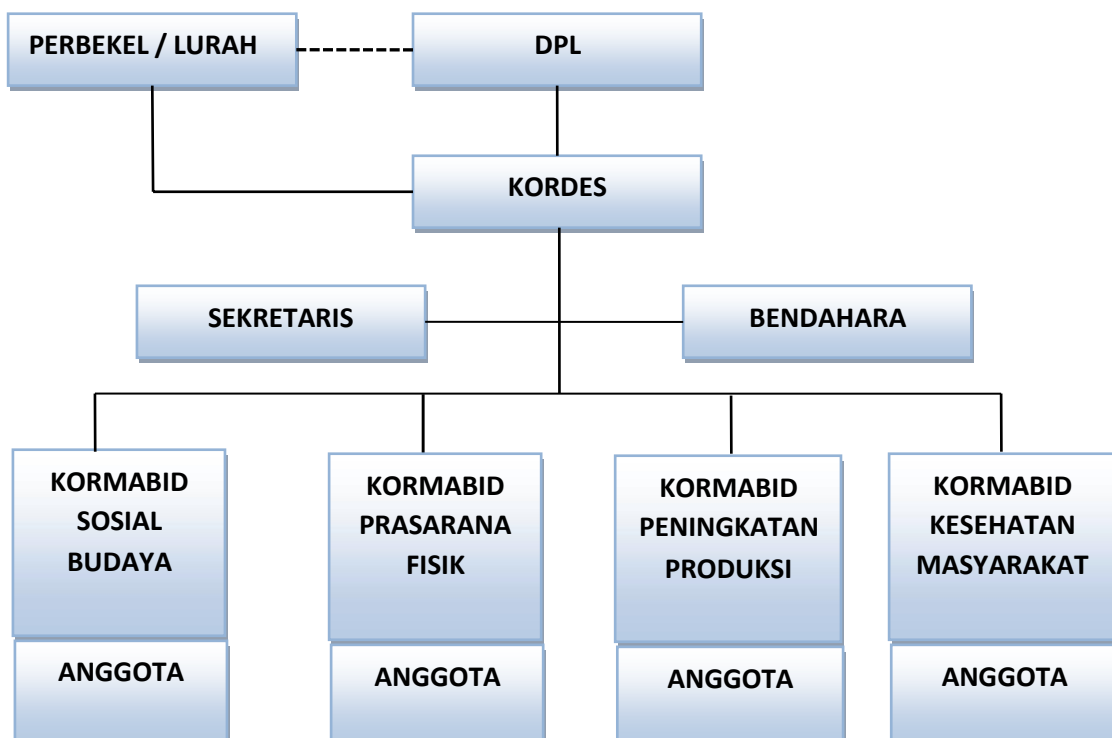 PERBEKEL / LURAH
DPL
KORDES
SEKRETARIS
BENDAHARA
KORMABID
SOSIAL
BUDAYA
KORMABID
PRASARANA
FISIK
KORMABID
PENINGKATAN
PRODUKSI
KORMABID
KESEHATAN
MASYARAKAT
ANGGOTA
ANGGOTA
ANGGOTA
ANGGOTA